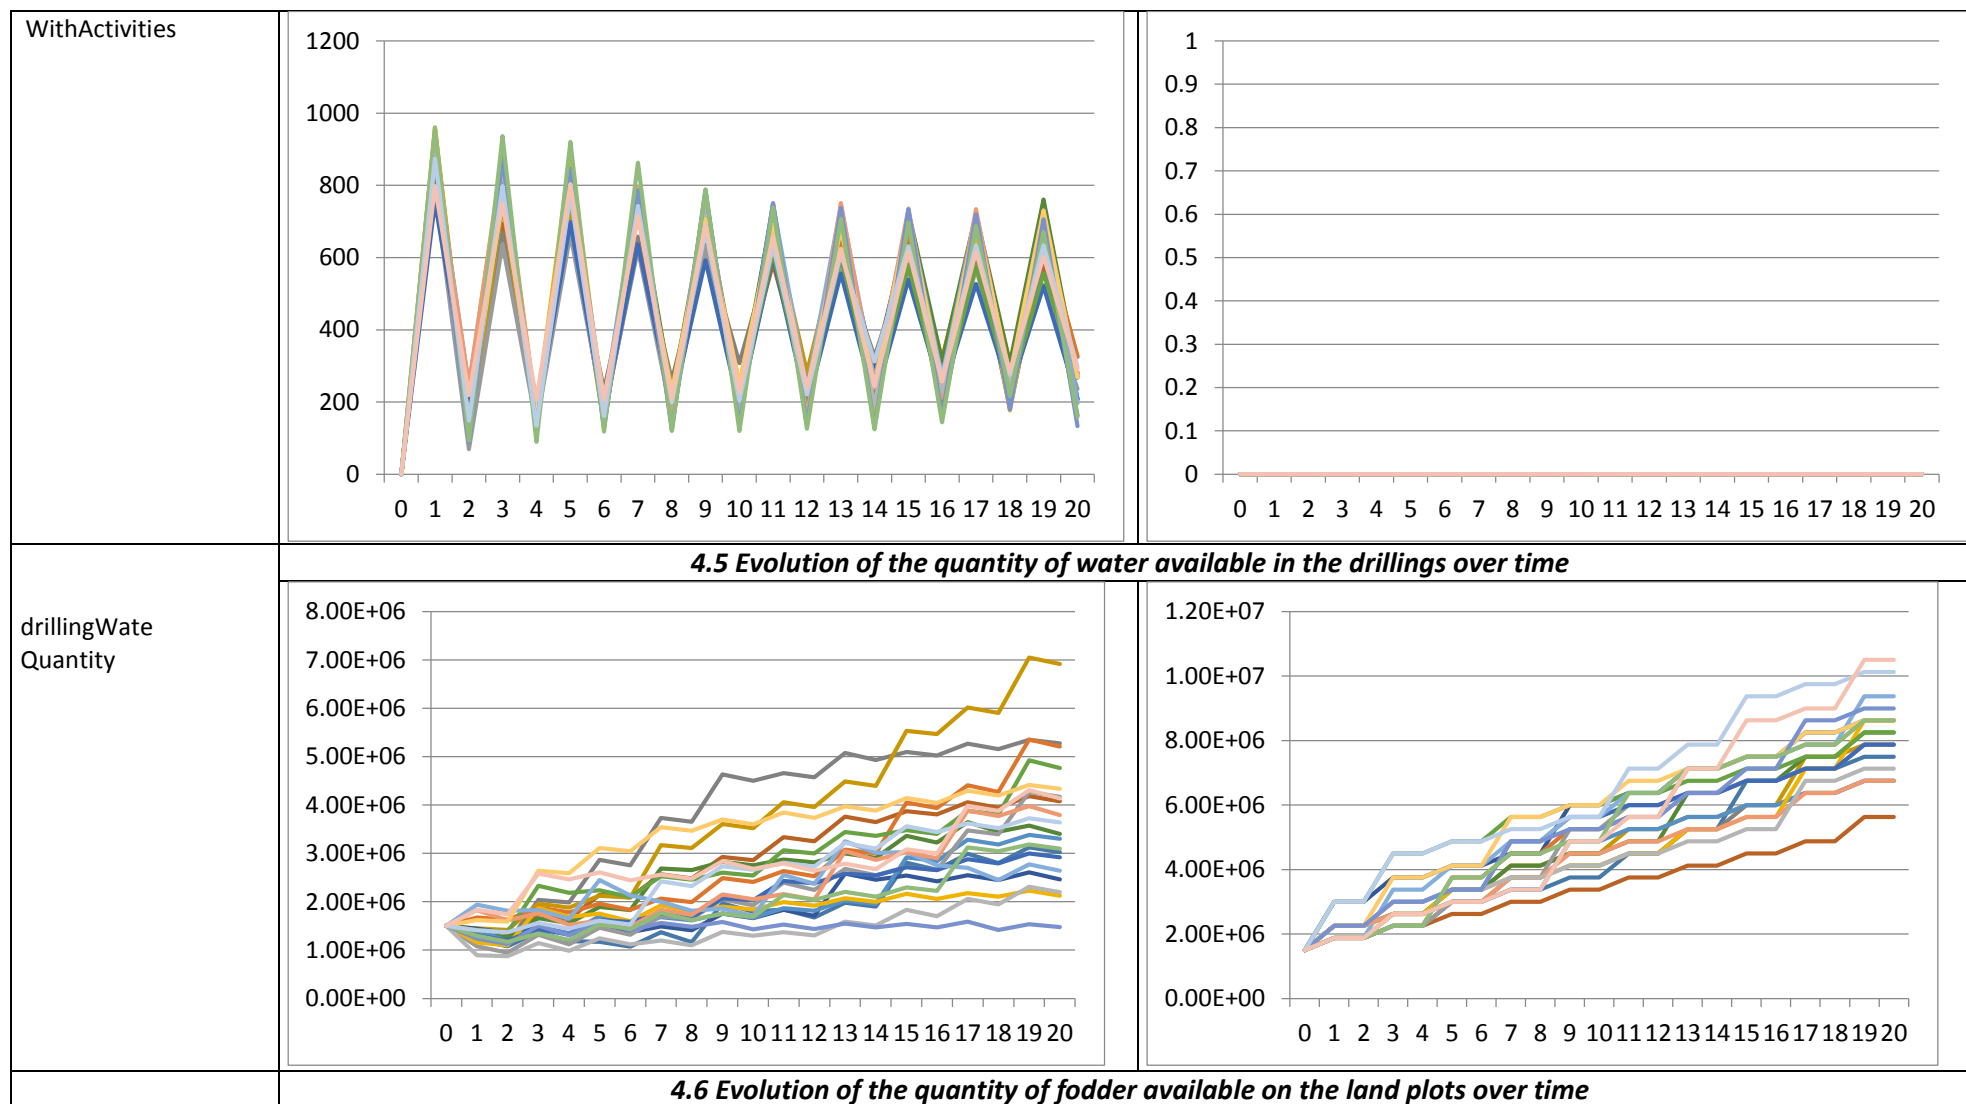 WithActivities
1200
1000
800
600
400
200
0
0 1 2 3 4 5 6 7 8 9 10 11 12 13 14 15 16 17 18 19 20
1
0.9
0.8
0.7
0.6
0.5
0.4
0.3
0.2
0.1
0
0 1 2 3 4 5 6 7 8 9 10 11 12 13 14 15 16 17 18 19 20
4.5 Evolution of the quantity of water available in the drillings over time
drillingWate
Quantity
8.00E+06
7.00E+06
6.00E+06
5.00E+06
4.00E+06
3.00E+06
2.00E+06
1.00E+06
0.00E+00
0 1 2 3 4 5 6 7 8 9 10 11 12 13 14 15 16 17 18 19 20
1.20E+07
1.00E+07
8.00E+06
6.00E+06
4.00E+06
2.00E+06
0.00E+00
0 1 2 3 4 5 6 7 8 9 10 11 12 13 14 15 16 17 18 19 20
4.6 Evolution of the quantity of fodder available on the land plots over time